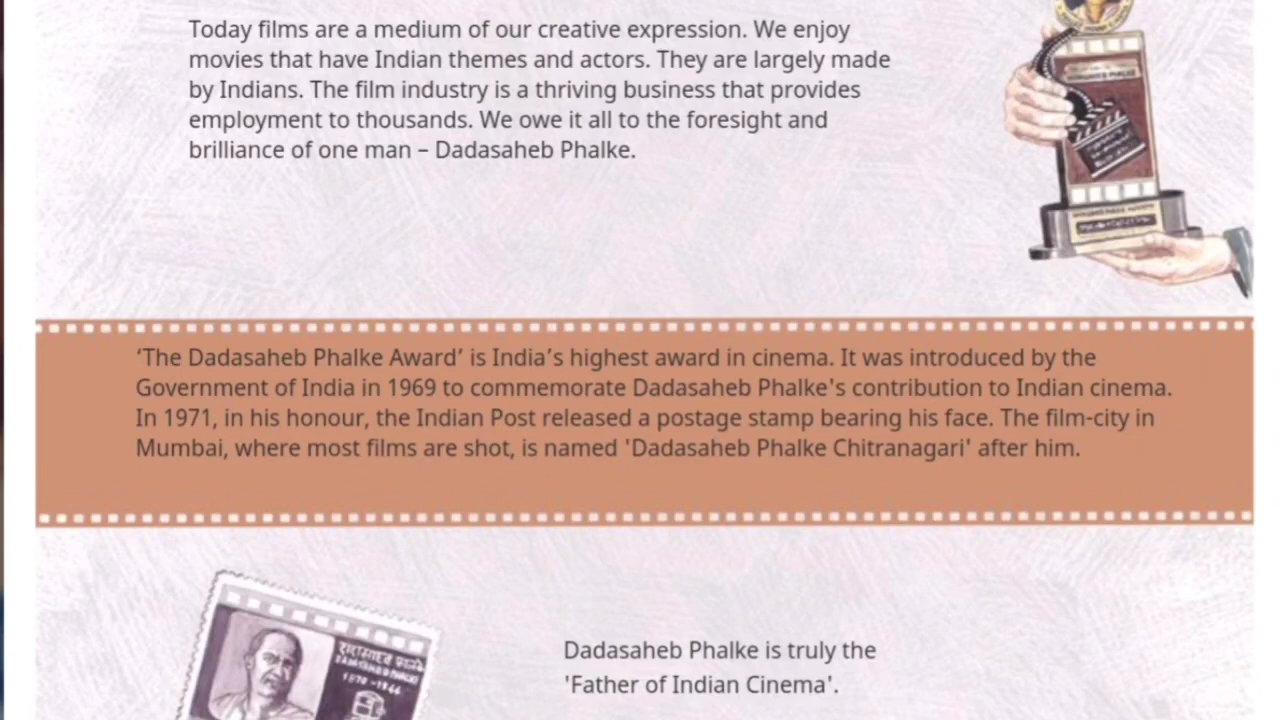 Today films are a medium of our creative expression. We enjoy
movies that have Indian themes and actors. They are largely made
by Indians. The film industry is a thriving business that provides
employment to thousands. We owe it all to the foresight and
brilliance of one man – Dadasaheb Phalke.
‘The Dadasaheb Phalke Award’ is India’s highest award in cinema. It was introduced by the
Government of India in 1969 to commemorate Dadasaheb Phalke's contribution to Indian cinema.
In 1971, in his honour, the Indian Post released a postage stamp bearing his face. The film-city in
Mumbai, where most films are shot, is named 'Dadasaheb Phalke Chitranagari' after him.
दादासाहेब फालके
DADASAHEB PHALKE
1870 - 1944
Dadasaheb Phalke is truly the
'Father of Indian Cinema'.